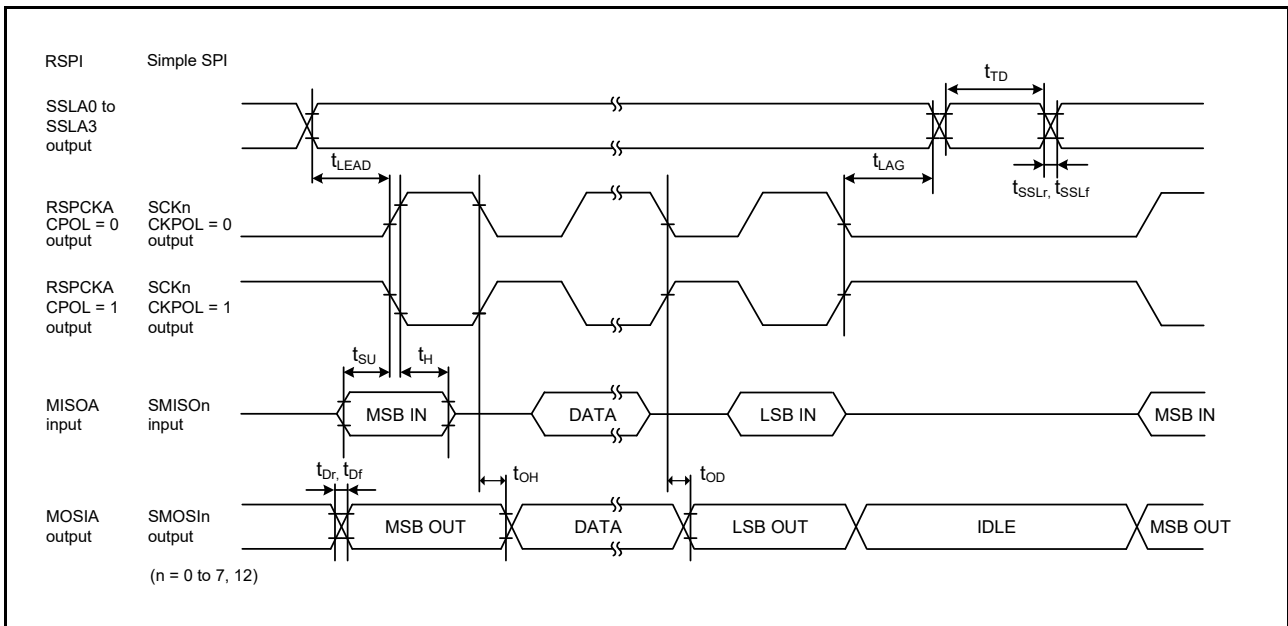 RSPI Simple SPI
SSLA0 to
SSLA3
output
tTD
tLEAD
tLAG
tSSLr, tSSLf
RSPCKA
CPOL = 0
output
SCKn
CKPOL = 0
output
RSPCKA
CPOL = 1
output
SCKn
CKPOL = 1
output
tSU
tH
MISOA
input
SMISOn
input
MSB IN
DATA
LSB IN
MSB IN
tDr, tDf
tOH
tOD
MOSIA
output
SMOSIn
output
MSB OUT
DATA
LSB OUT
IDLE
MSB OUT
(n = 0 to 7, 12)